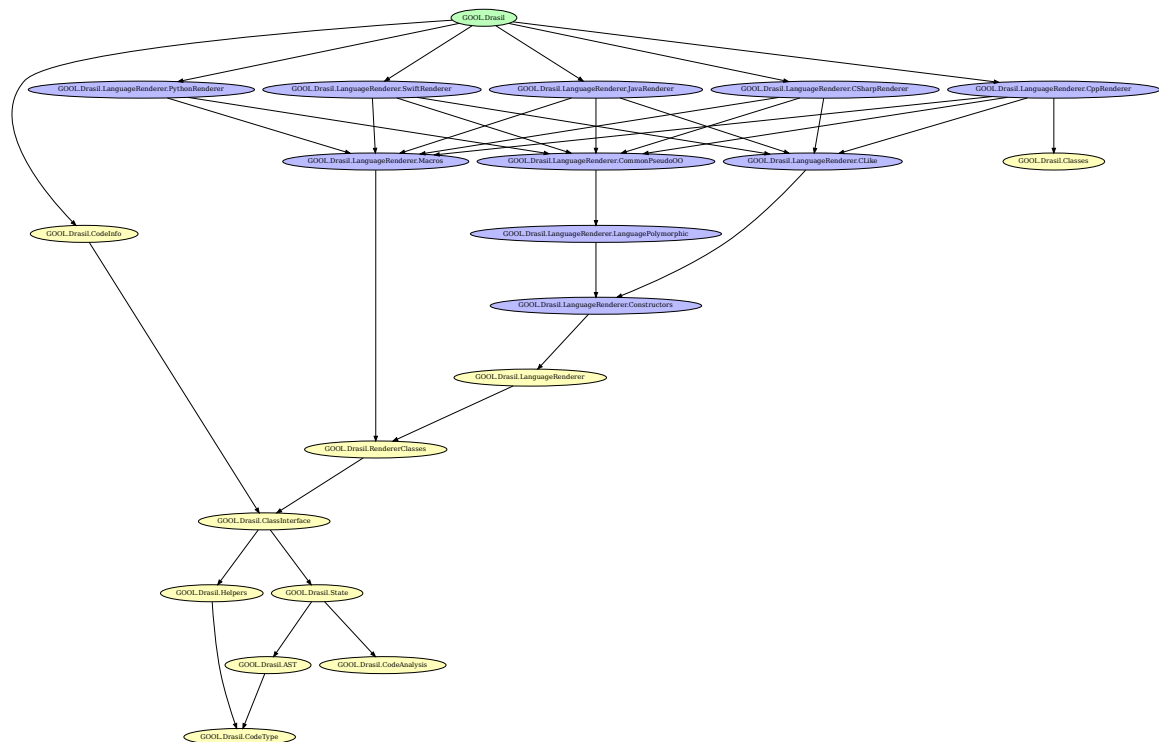 GOOL.Drasil
GOOL.Drasil.LanguageRenderer.PythonRenderer
GOOL.Drasil.LanguageRenderer.SwiftRenderer
GOOL.Drasil.LanguageRenderer.JavaRenderer
GOOL.Drasil.LanguageRenderer.CSharpRenderer
GOOL.Drasil.LanguageRenderer.CppRenderer
GOOL.Drasil.LanguageRenderer.Macros
GOOL.Drasil.LanguageRenderer.CommonPseudoOO
GOOL.Drasil.LanguageRenderer.CLike
GOOL.Drasil.Classes
GOOL.Drasil.CodeInfo
GOOL.Drasil.LanguageRenderer.LanguagePolymorphic
GOOL.Drasil.LanguageRenderer.Constructors
GOOL.Drasil.LanguageRenderer
GOOL.Drasil.RendererClasses
GOOL.Drasil.ClassInterface
GOOL.Drasil.Helpers
GOOL.Drasil.State
GOOL.Drasil.AST
GOOL.Drasil.CodeAnalysis
GOOL.Drasil.CodeType